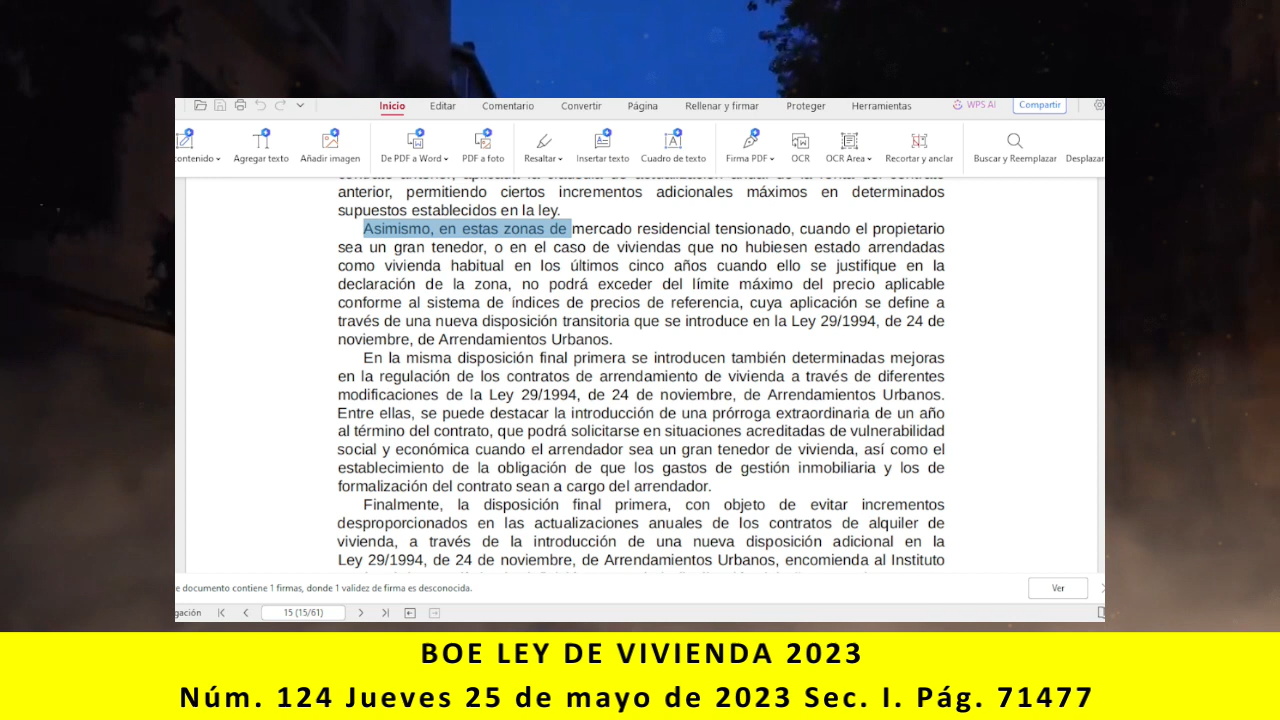 Inicio Editar Comentario Convertir Página Rellenar y firmar Proteger Herramientas WPS AI Compartir
contenido Agregar texto Añadir imagen De PDF a Word PDF a foto Resaltar Insertar texto Cuadro de texto Firma PDF OCR OCR Area Recortar y anclar Buscar y Reemplazar Desplazar
contrato anterior, aplicada la cláusula de actualización anual de la renta del contrato
anterior, permitiendo ciertos incrementos adicionales máximos en determinados
supuestos establecidos en la ley.
Asimismo, en estas zonas de mercado residencial tensionado, cuando el propietario
sea un gran tenedor, o en el caso de viviendas que no hubiesen estado arrendadas
como vivienda habitual en los últimos cinco años cuando ello se justifique en la
declaración de la zona, no podrá exceder del límite máximo del precio aplicable
conforme al sistema de índices de precios de referencia, cuya aplicación se define a
través de una nueva disposición transitoria que se introduce en la Ley 29/1994, de 24 de
noviembre, de Arrendamientos Urbanos.
En la misma disposición final primera se introducen también determinadas mejoras
en la regulación de los contratos de arrendamiento de vivienda a través de diferentes
modificaciones de la Ley 29/1994, de 24 de noviembre, de Arrendamientos Urbanos.
Entre ellas, se puede destacar la introducción de una prórroga extraordinaria de un año
al término del contrato, que podrá solicitarse en situaciones acreditadas de vulnerabilidad
social y económica cuando el arrendador sea un gran tenedor de vivienda, así como el
establecimiento de la obligación de que los gastos de gestión inmobiliaria y los de
formalización del contrato sean a cargo del arrendador.
Finalmente, la disposición final primera, con objeto de evitar incrementos
desproporcionados en las actualizaciones anuales de los contratos de alquiler de
vivienda, a través de la introducción de una nueva disposición adicional en la
Ley 29/1994, de 24 de noviembre, de Arrendamientos Urbanos, encomienda al Instituto
e documento contiene 1 firmas, donde 1 validez de firma es desconocida. Ver
gación 15 (15/61)
BOE LEY DE VIVIENDA 2023
Núm. 124 Jueves 25 de mayo de 2023 Sec. I. Pág. 71477